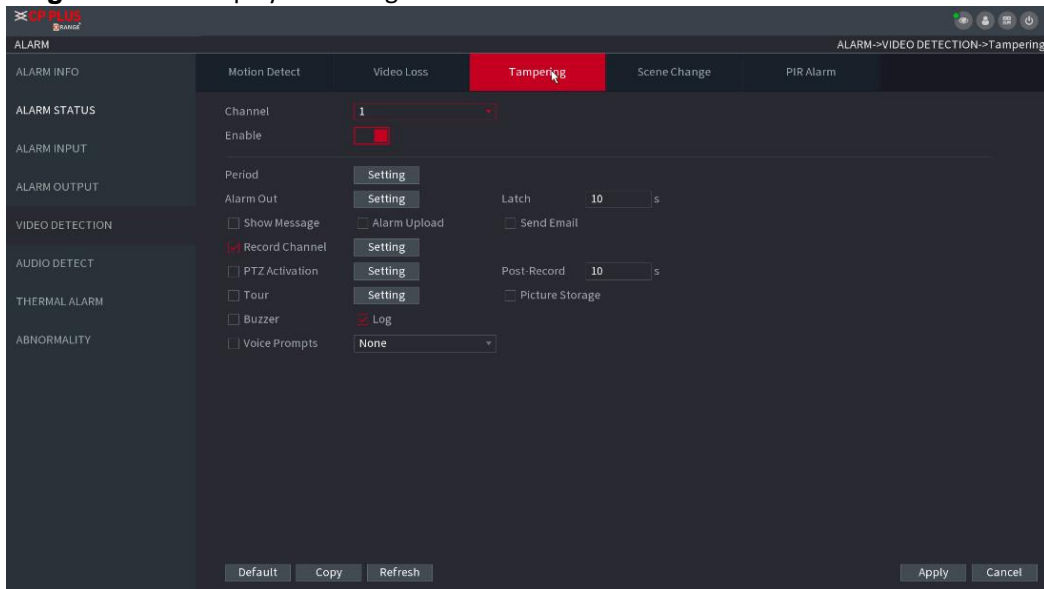 CP PLUS
ORANGE
ALARM ALARM->VIDEO DETECTION->Tampering
ALARM INFO
ALARM STATUS
ALARM INPUT
ALARM OUTPUT
VIDEO DETECTION
AUDIO DETECT
THERMAL ALARM
ABNORMALITY
Motion Detect Video Loss Tampering Scene Change PIR Alarm
Channel 1
Enable
Period Setting
Alarm Out Setting Latch 10 s
Show Message Alarm Upload Send Email
Record Channel Setting
PTZ Activation Setting Post-Record 10 s
Tour Setting Picture Storage
Buzzer Log
Voice Prompts None
Default Copy Refresh Apply Cancel